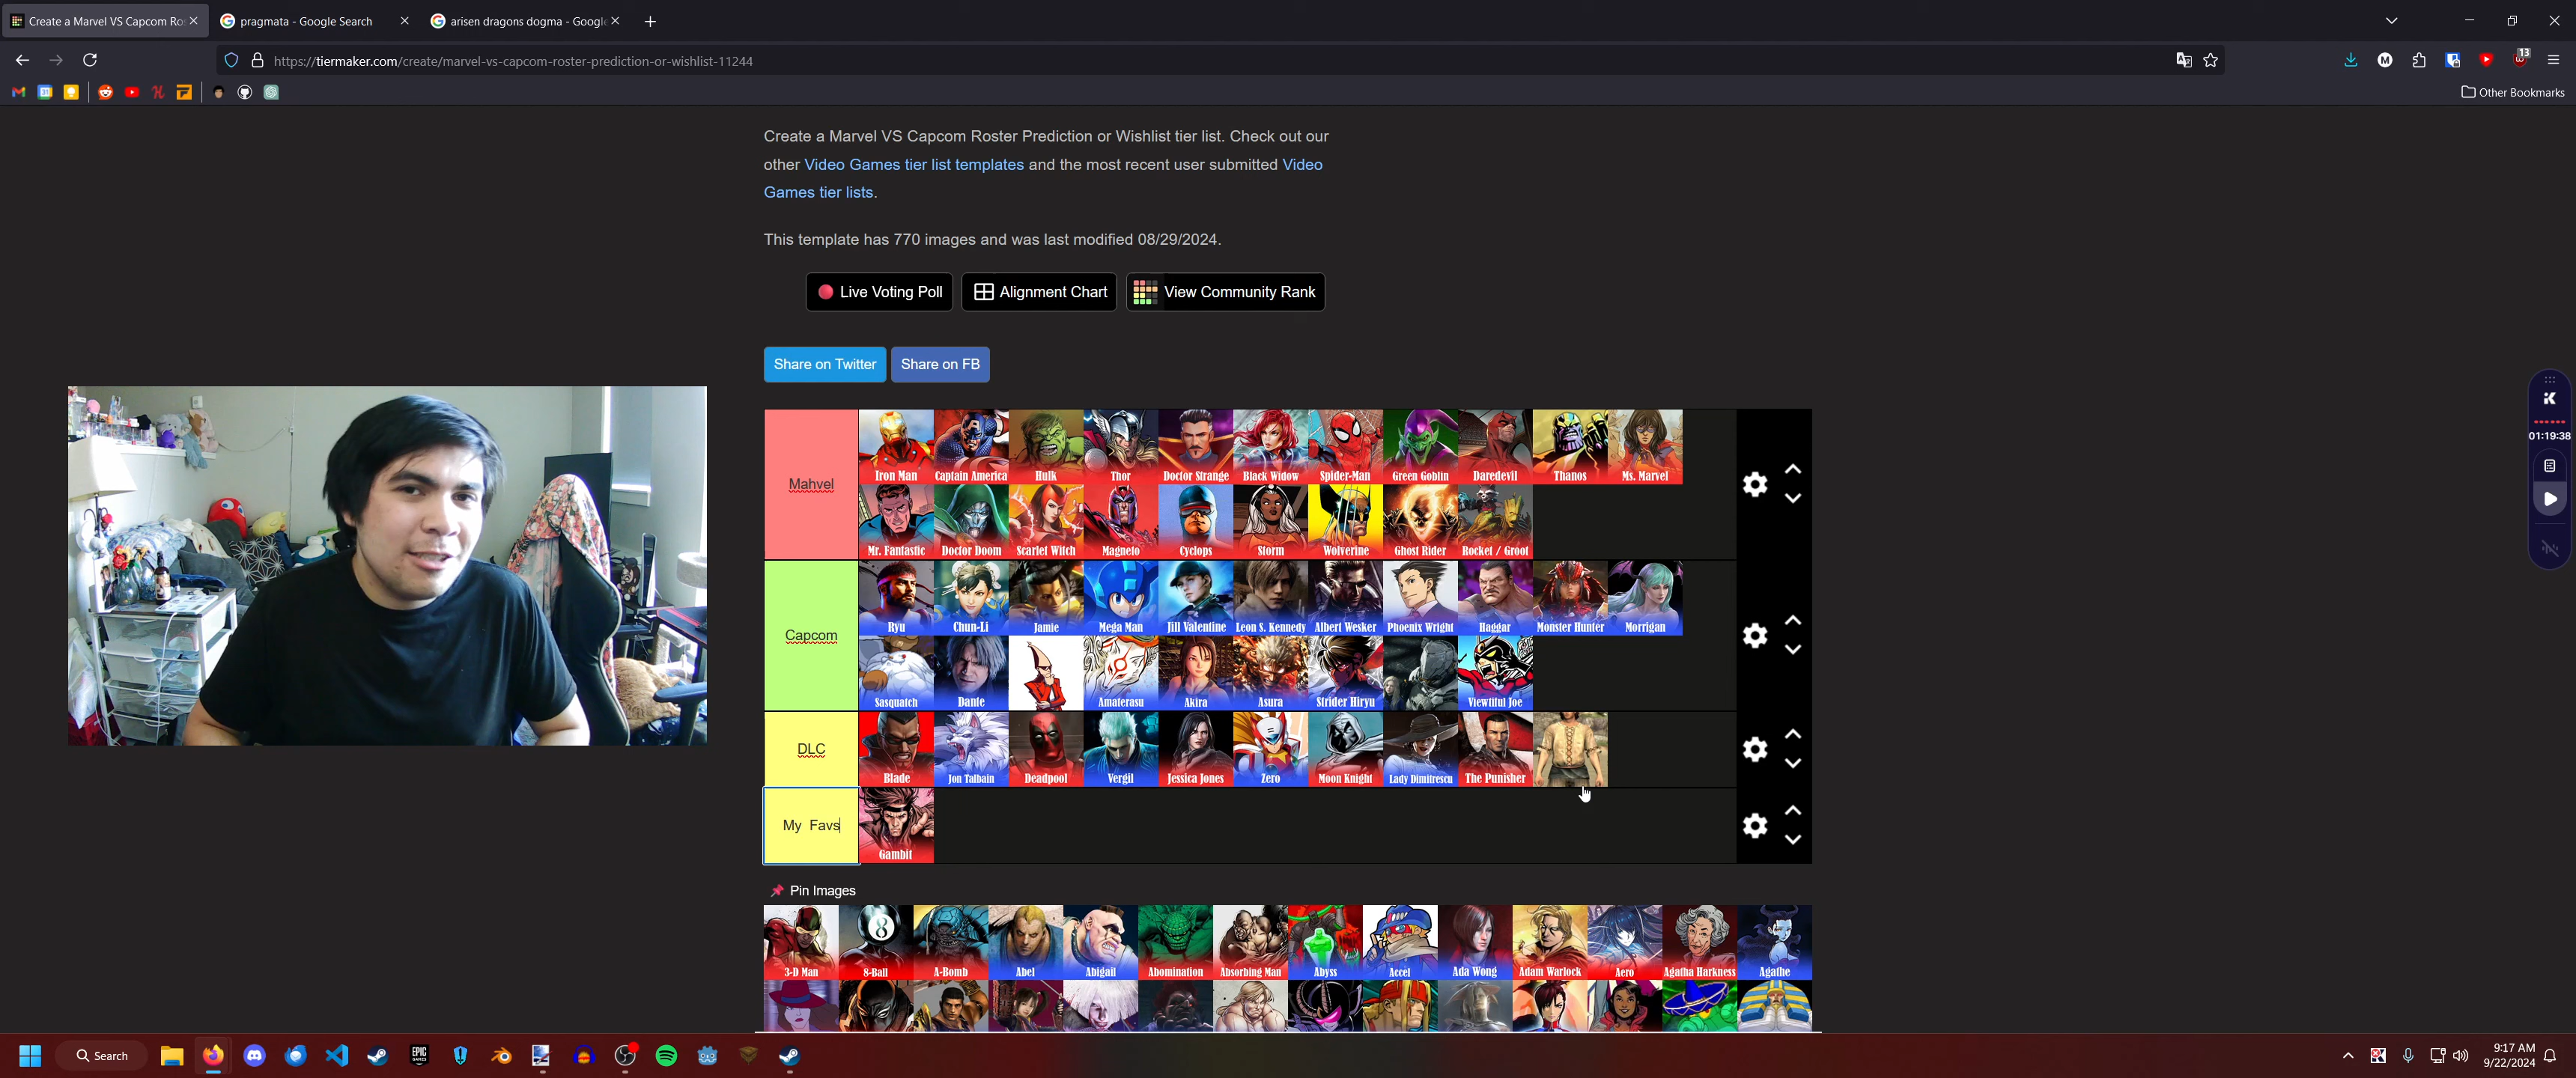 Create a Marvel VS Capcom Ros
pragmata - Google Search
arisen dragons dogma - Google
https://tiermaker.com/create/marvel-vs-capcom-roster-prediction-or-wishlist-11244
13
Other Bookmarks
Create a Marvel VS Capcom Roster Prediction or Wishlist tier list. Check out our
other Video Games tier list templates and the most recent user submitted Video
Games tier lists.
This template has 770 images and was last modified 08/29/2024.
Live Voting Poll
Alignment Chart
View Community Rank
Share on Twitter
Share on FB
01:19:38
Mahvel
Iron Man Captain America Hulk Thor Doctor Strange Black Widow Spider-Man Green Goblin Daredevil Thanos Ms. Marvel
Mr. Fantastic Doctor Doom Scarlet Witch Magneto Cyclops Storm Wolverine Ghost Rider Rocket / Groot
Capcom
Ryu Chun-Li Jamie Mega Man Jill Valentine Leon S. Kennedy Albert Wesker Phoenix Wright Haggar Monster Hunter Morrigan
Sasquatch Dante Amaterasu Akira Asura Strider Hiryu Viewtiful Joe
DLC
Blade Jon Talbain Deadpool Vergil Jessica Jones Zero Moon Knight Lady Dimitrescu The Punisher
My Favs
Gambit
Pin Images
3-D Man 8-Ball A-Bomb Abel Abigail Abomination Absorbing Man Abyss Accel Ada Wong Adam Warlock Aero Agatha Harkness Agathe
Search
EPIC GAMES
9:17 AM
9/22/2024